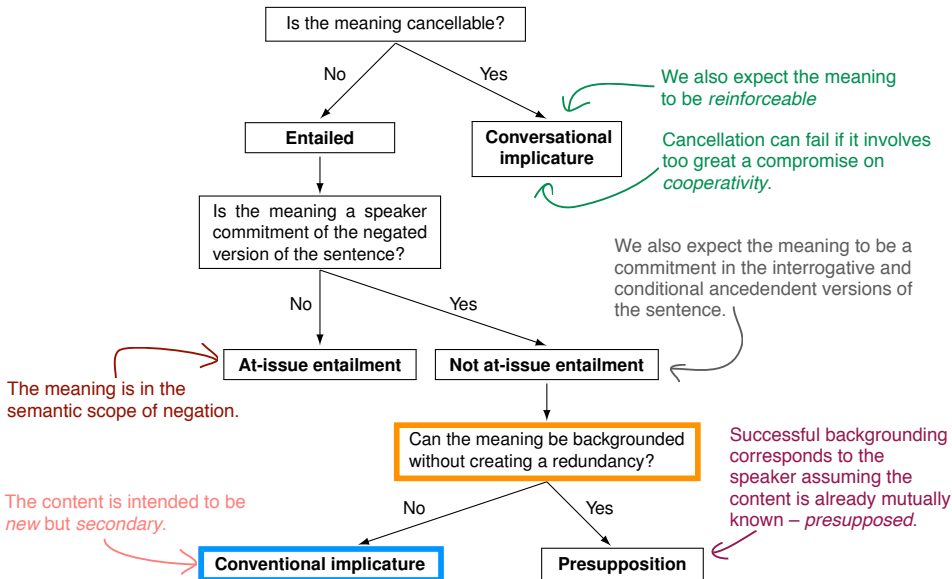 Is the meaning cancellable?
No
Yes
We also expect the meaning
to be reinforceable
Entailed
Conversational
implicature
Cancellation can fail if it involves
too great a compromise on
cooperativity.
Is the meaning a speaker
commitment of the negated
version of the sentence?
We also expect the meaning to be a
commitment in the interrogative and
conditional ancedendent versions of
the sentence.
No
Yes
At-issue entailment
Not at-issue entailment
The meaning is in the
semantic scope of negation.
Can the meaning be backgrounded
without creating a redundancy?
Successful backgrounding
corresponds to the
speaker assuming the
content is already mutually
known – presupposed.
The content is intended to be
new but secondary.
No
Yes
Conventional implicature
Presupposition